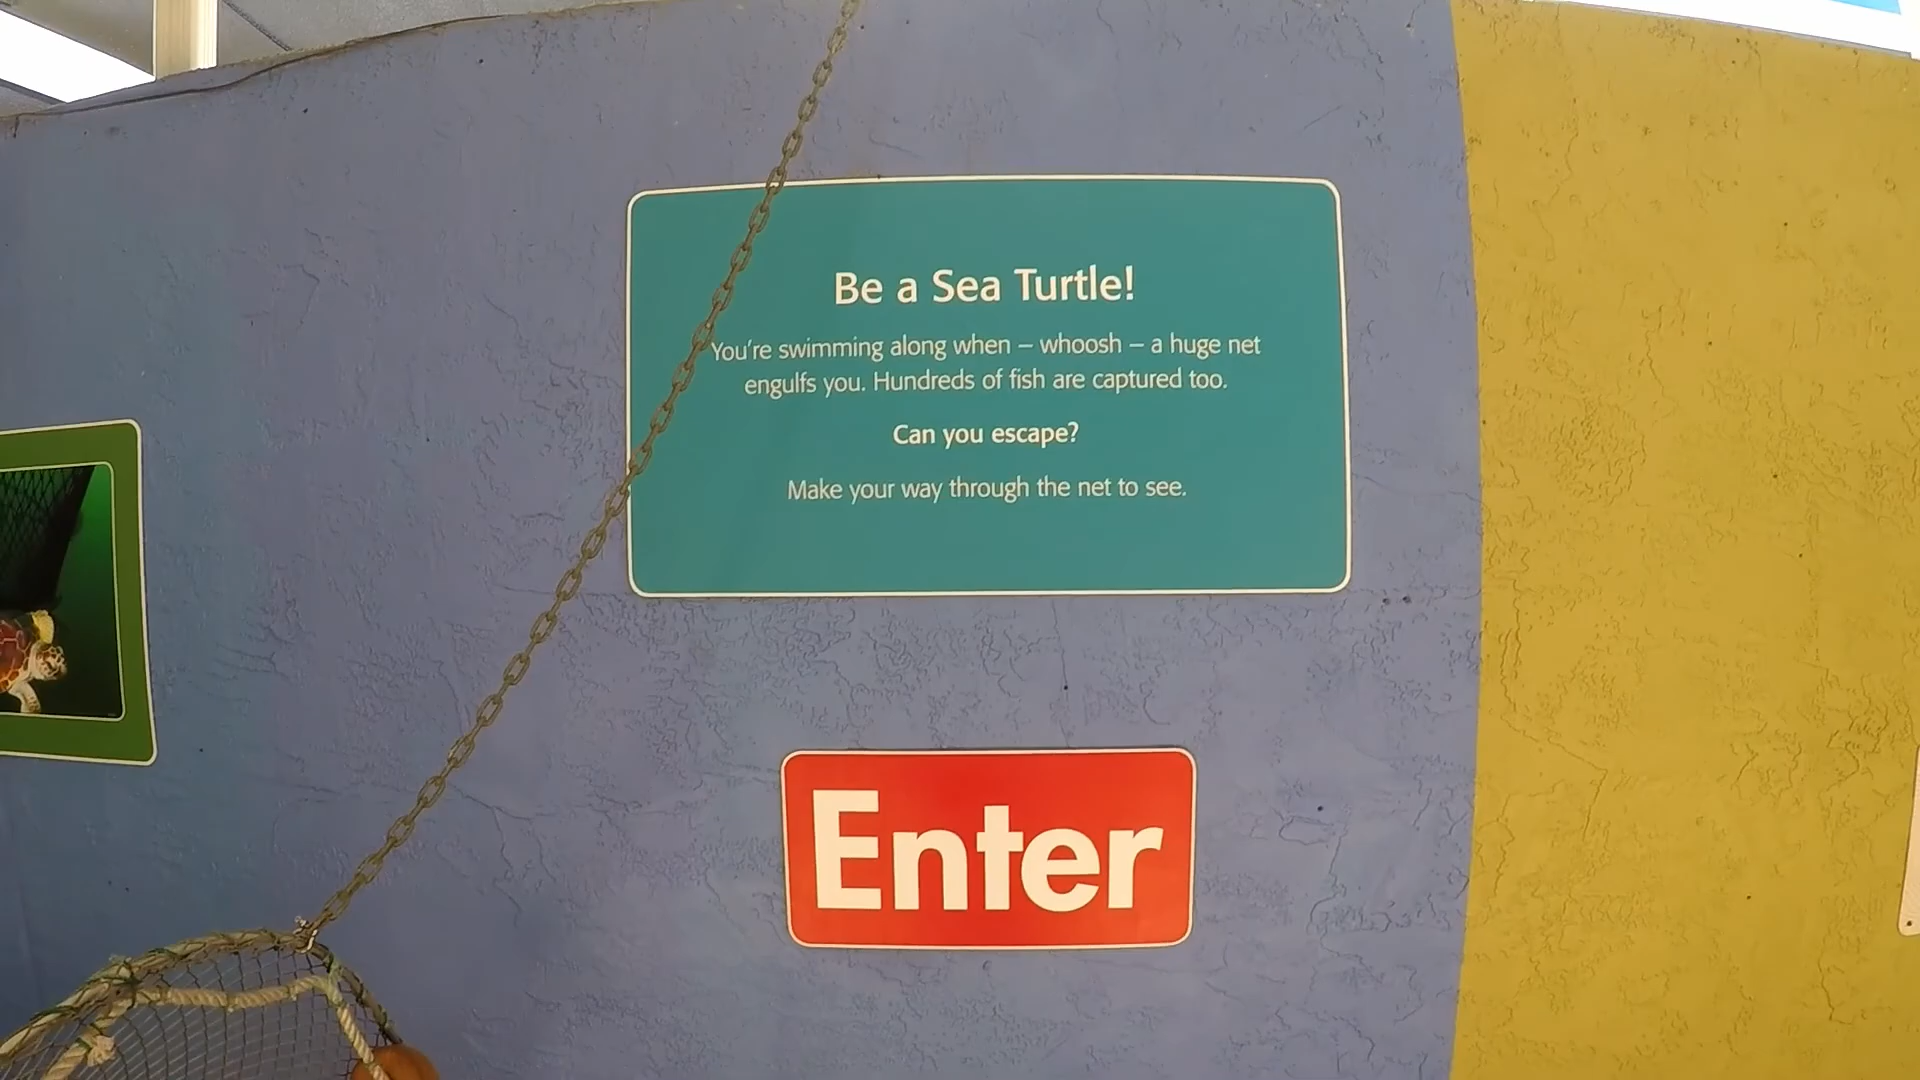 Be a Sea Turtle!
You're swimming along when – whoosh – a huge net
engulfs you. Hundreds of fish are captured too.
Can you escape?
Make your way through the net to see.
Enter